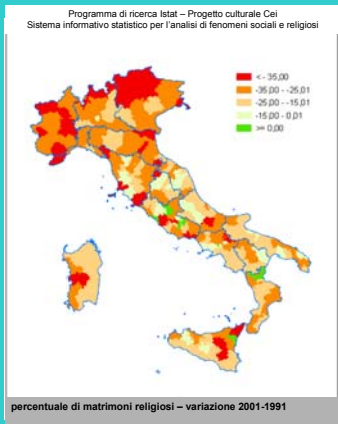 Programma di ricerca Istat – Progetto culturale Cei
Sistema informativo statistico per l'analisi di fenomeni sociali e religiosi
< - 35,00
-35,00 - -25,01
-25,00 - -15,01
-15,00 - 0,01
>= 0,00
percentuale di matrimoni religiosi – variazione 2001-1991